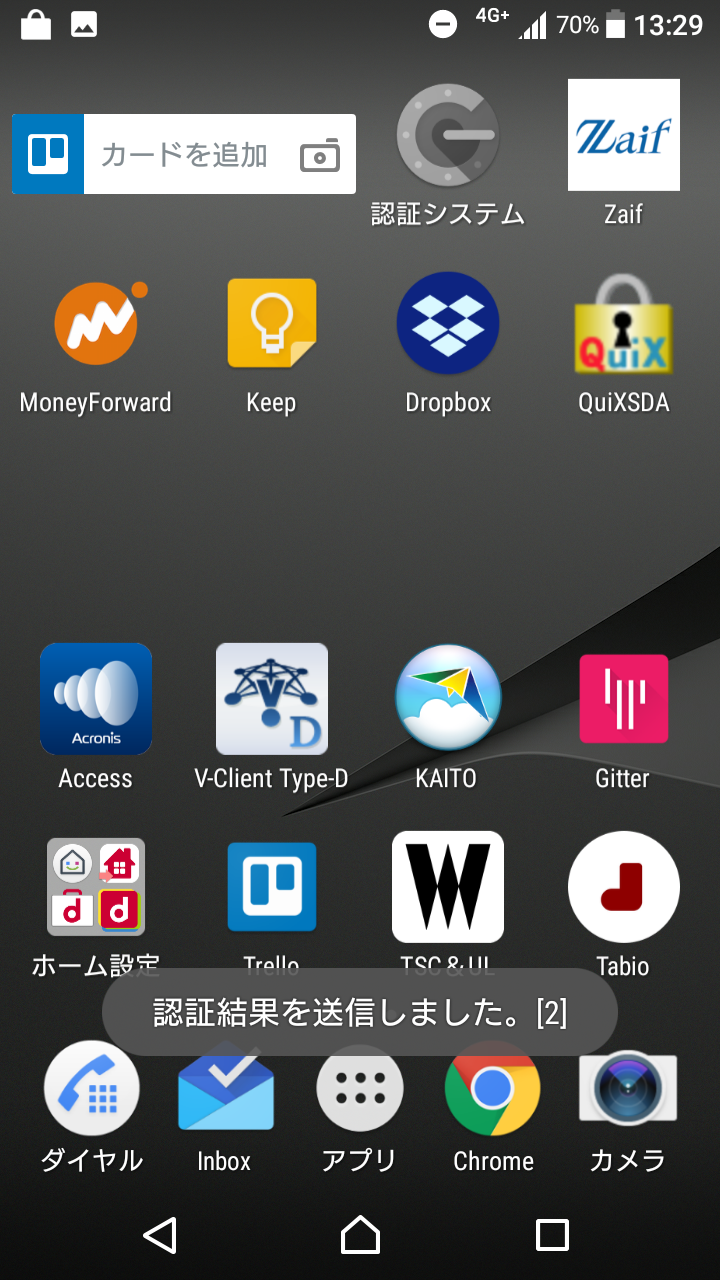 4G+ 70% 13:29
カードを追加
Zaif
認証システム
Zaif
QuiX
MoneyForward
Keep
Dropbox
QuiXSDA
Acronis
V
D
Access
V-Client Type-D
KAITO
Gitter
d d
W
ホーム設定
Trello
TSC & UL
Tabio
認証結果を送信しました。[2]
ダイヤル
Inbox
アプリ
Chrome
カメラ